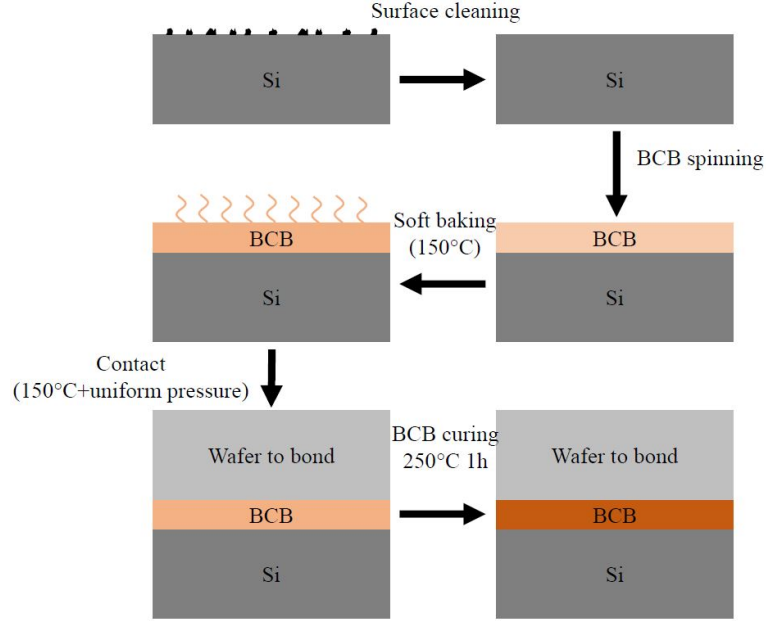 Surface cleaning
Si
Si
BCB spinning
BCB
Si
Soft baking
(150°C)
BCB
Si
Contact
(150°C+uniform pressure)
Wafer to bond
BCB
Si
BCB curing
250°C 1h
Wafer to bond
BCB
Si